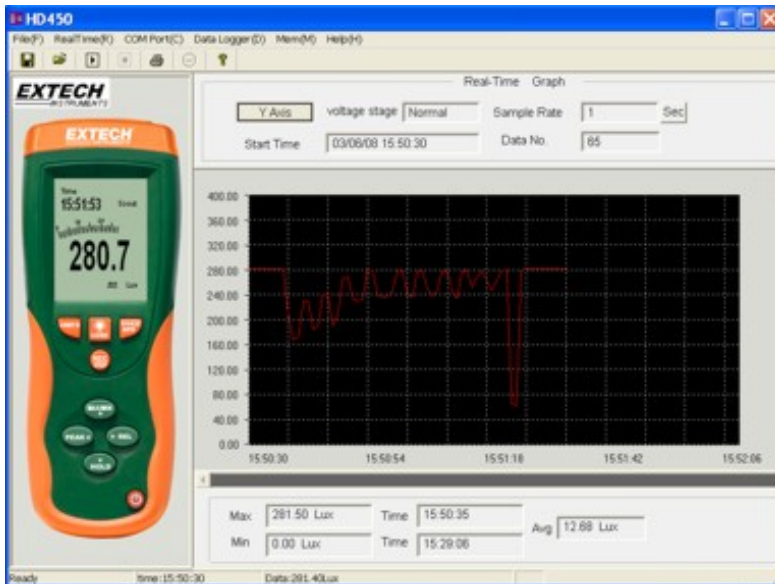 HD450
File(F) RealTime(R) COM Port(C) Data Logger(D) Mem(M) Help(H)
EXTECH
INSTRUMENTS
Real-Time Graph
Y Axis voltage stage Normal Sample Rate 1 Sec
Start Time 03/06/08 15:50:30 Data No. 65
EXTECH
Time
15:51:53
280.7
Lux
UNITS
MAX/MIN
PEAK
REL
HOLD
400.00
360.00
320.00
280.00
240.00
200.00
160.00
120.00
80.00
40.00
0.00
15:50:30 15:50:54 15:51:18 15:51:42 15:52:06
Max 281.50 Lux Time 15:50:35
Min 0.00 Lux Time 15:29:06
Avg 12.68 Lux
Ready time:15:50:30 Data:281.40Lux